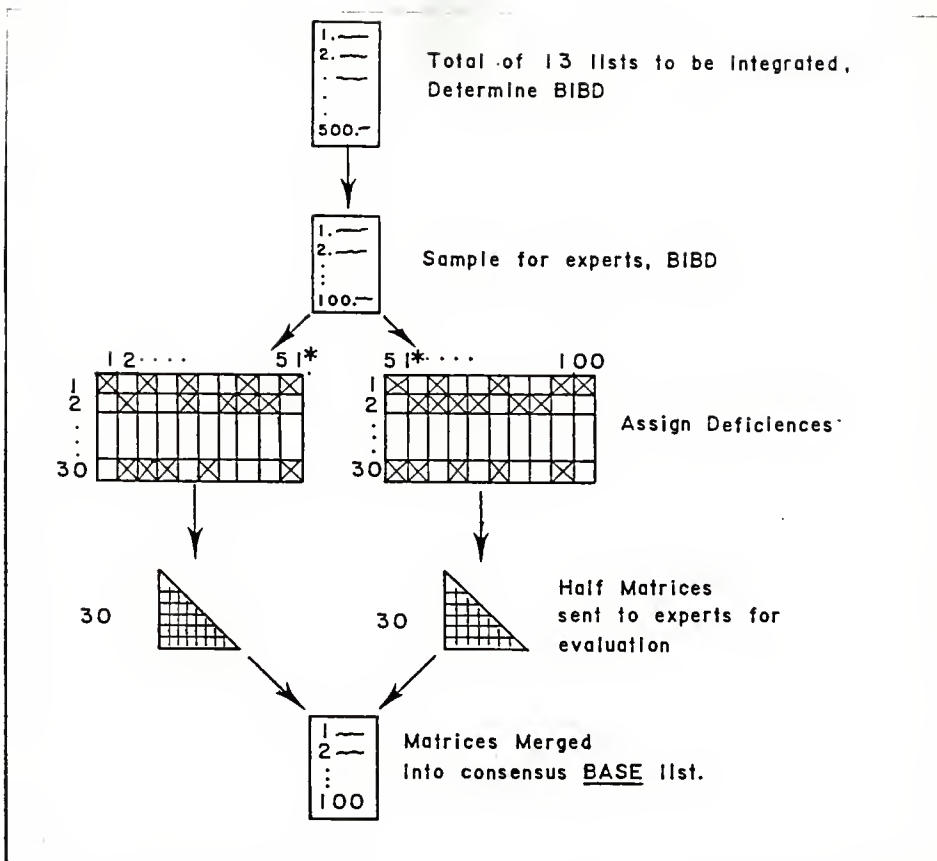 1.
2.
500.
Total of 13 lists to be integrated,
Determine BIBD
1.
2.
100.
Sample for experts, BIBD
1 2 · · · · 51*
51* · · · · 100
1
2
30
1
2
30
Assign Deficiences
30
30
Half Matrices
sent to experts for
evaluation
1
2
100
Matrices Merged
into consensus BASE list.